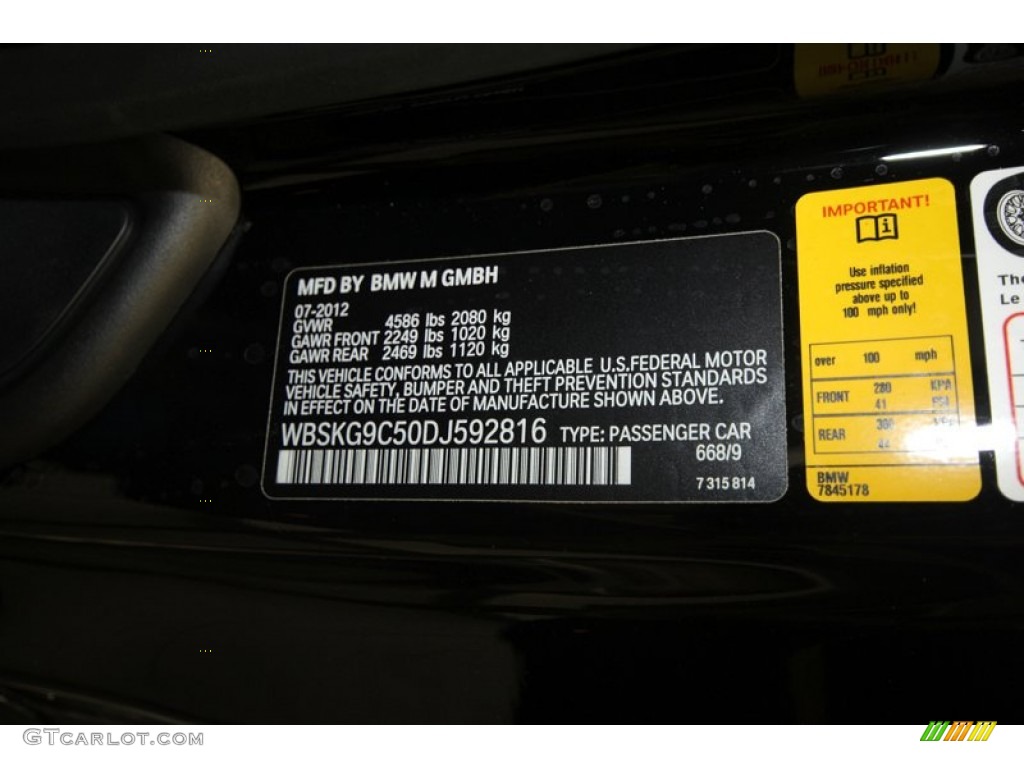 MFD BY BMW M GMBH
07-2012
GVWR 4586 lbs 2080 kg
GAWR FRONT 2249 lbs 1020 kg
GAWR REAR 2469 lbs 1120 kg
THIS VEHICLE CONFORMS TO ALL APPLICABLE U.S.FEDERAL MOTOR
VEHICLE SAFETY, BUMPER AND THEFT PREVENTION STANDARDS
IN EFFECT ON THE DATE OF MANUFACTURE SHOWN ABOVE.
WBSKG9C50DJ592816 TYPE: PASSENGER CAR
668/9
7 315 814
IMPORTANT!
Use inflation
pressure specified
above up to
100 mph only!
over 100 mph
FRONT 280 KPA
41 PSI
REAR
BMW
7845178
The
Le
GTCARLOT.COM